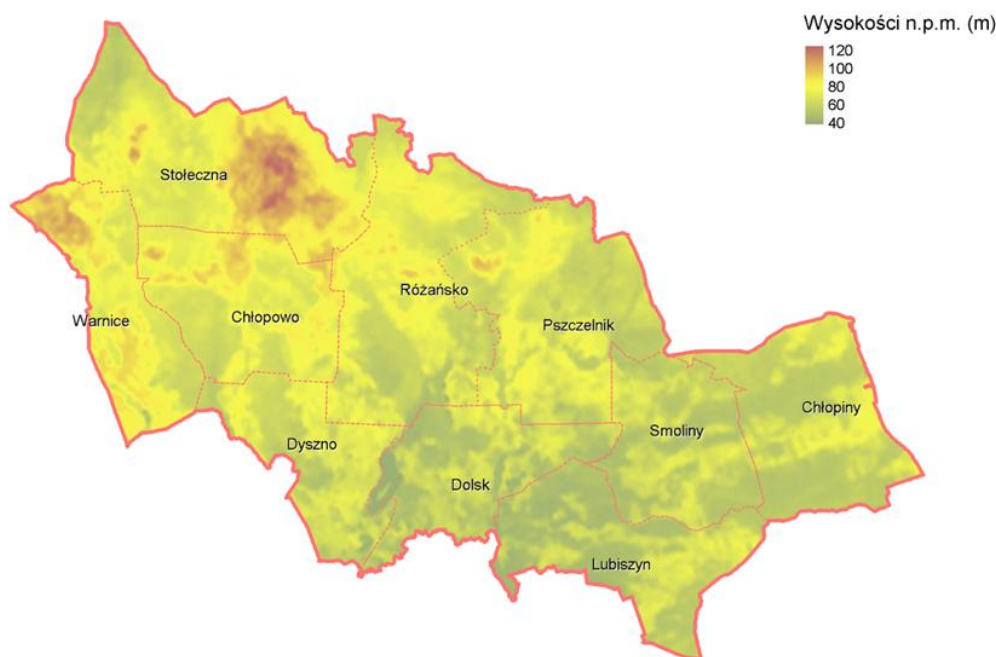 Wysokości n.p.m. (m)
120
100
80
60
40
Stołeczna
Różańsko
Warnice
Chłopowo
Pszczelnik
Chłopiny
Smoliny
Dyszno
Dolsk
Lubiszyn